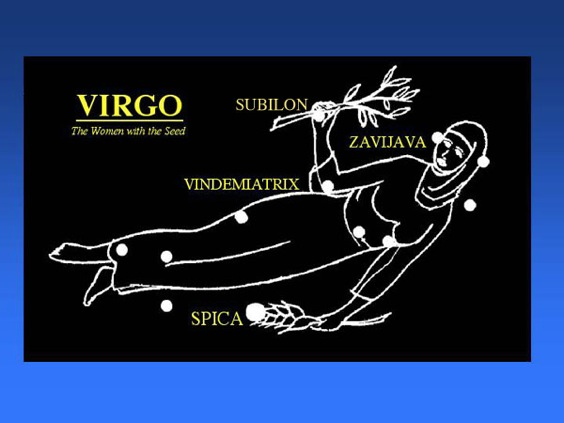 VIRGO
The Women with the Seed
SUBILON
ZAVIJAVA
VINDEMIATRIX
SPICA